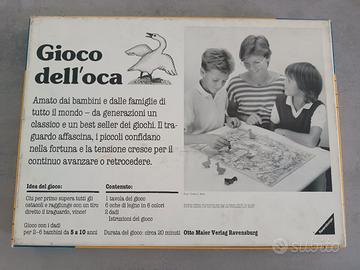 Gioco
dell'oca
Amato dai bambini e dalle famiglie di
tutto il mondo – da generazioni un
classico e un best seller dei giochi. Il tra-
guardo affascina, i piccoli confidano
nella fortuna e la tensione cresce per il
continuo avanzare o retrocedere.
Idea del gioco:
Chi per primo supera tutti gli
ostacoli e raggiunge con un tiro
diretto il traguardo, vince!
Gioco con i dadi
per 2–6 bambini da 5 a 10 anni
Contenuto:
1 tavola del gioco
6 oche di legno in 6 colori
2 dadi
Istruzioni del gioco
Durata del gioco: circa 20 minuti
Otto Maier Verlag Ravensburg
subito